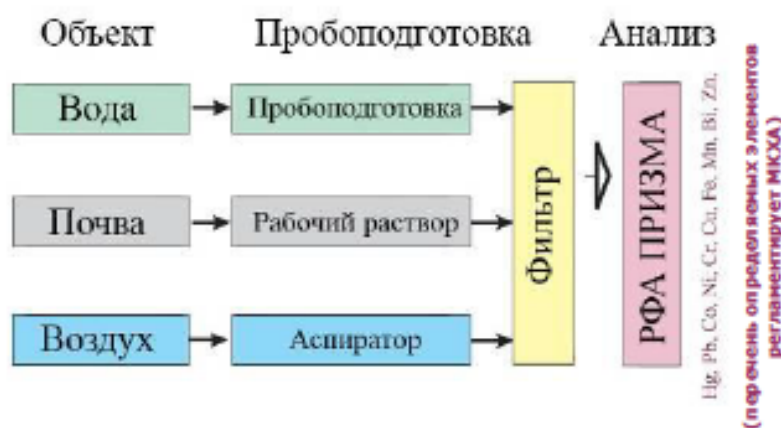 Объект
Пробоподготовка
Анализ
Вода
Пробоподготовка
Почва
Рабочий раствор
Воздух
Аспиратор
Фильтр
РФА ПРИЗМА
Hg, Pb, Co, Ni, Cr, Cu, Fe, Mn, Bi, Zn,
(перечень определяемых элементов
регламентирует МКХА)